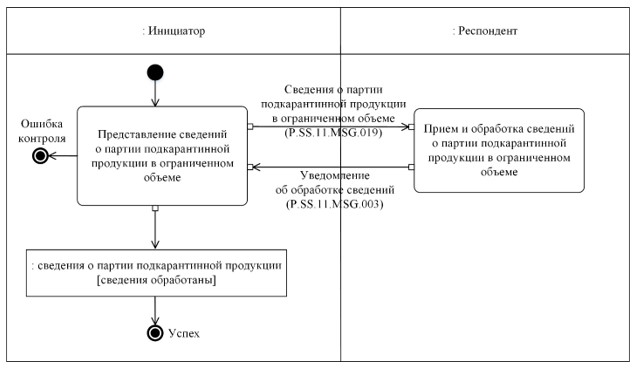 : Инициатор
: Респондент
Сведения о партии
подкарантинной продукции
в ограниченном объеме
(P.SS.11.MSG.019)
Ошибка
контроля
Представление сведений
о партии подкарантинной
продукции в ограниченном
объеме
Прием и обработка сведений
о партии подкарантинной
продукции в ограниченном
объеме
Уведомление
об обработке сведений
(P.SS.11.MSG.003)
: сведения о партии подкарантинной продукции
[сведения обработаны]
Успех